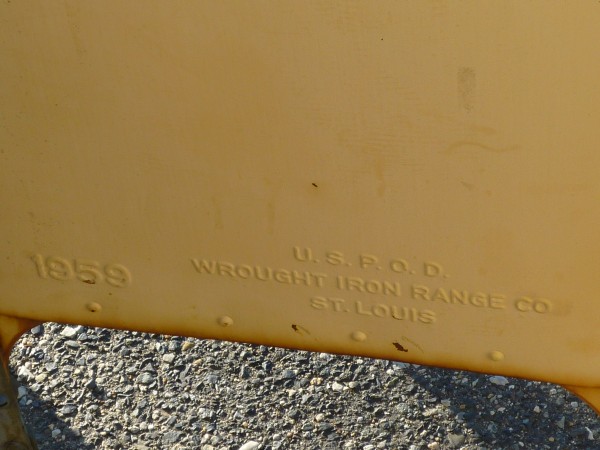 U. S. P. O. D.
WROUGHT IRON RANGE CO
ST. LOUIS
1959